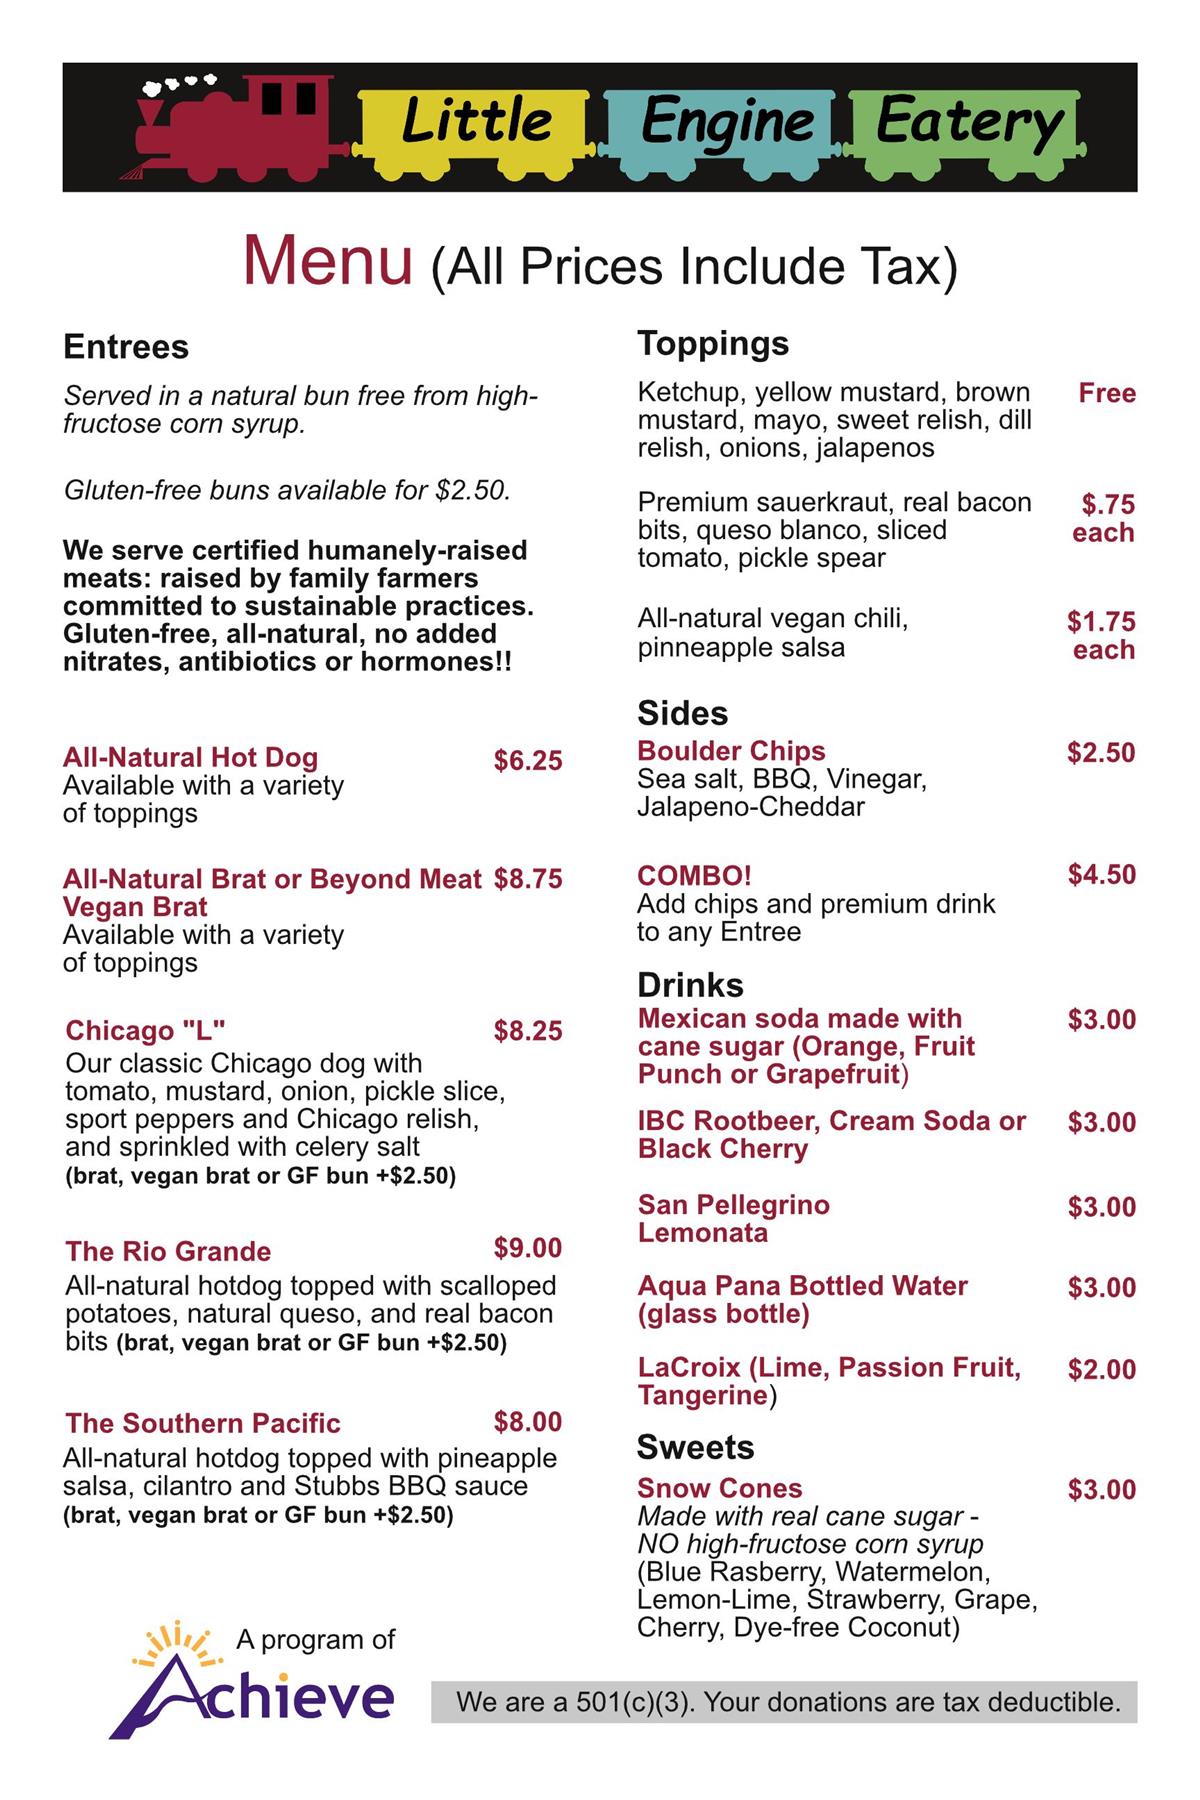 Little Engine Eatery
Menu (All Prices Include Tax)
Entrees
Served in a natural bun free from high-
fructose corn syrup.
Gluten-free buns available for $2.50.
We serve certified humanely-raised
meats: raised by family farmers
committed to sustainable practices.
Gluten-free, all-natural, no added
nitrates, antibiotics or hormones!!
All-Natural Hot Dog $6.25
Available with a variety
of toppings
All-Natural Brat or Beyond Meat $8.75
Vegan Brat
Available with a variety
of toppings
Chicago "L" $8.25
Our classic Chicago dog with
tomato, mustard, onion, pickle slice,
sport peppers and Chicago relish,
and sprinkled with celery salt
(brat, vegan brat or GF bun +$2.50)
The Rio Grande $9.00
All-natural hotdog topped with scalloped
potatoes, natural queso, and real bacon
bits (brat, vegan brat or GF bun +$2.50)
The Southern Pacific $8.00
All-natural hotdog topped with pineapple
salsa, cilantro and Stubbs BBQ sauce
(brat, vegan brat or GF bun +$2.50)
Toppings
Ketchup, yellow mustard, brown Free
mustard, mayo, sweet relish, dill
relish, onions, jalapenos
Premium sauerkraut, real bacon $.75
bits, queso blanco, sliced each
tomato, pickle spear
All-natural vegan chili, $1.75
pinneapple salsa each
Sides
Boulder Chips $2.50
Sea salt, BBQ, Vinegar,
Jalapeno-Cheddar
COMBO! $4.50
Add chips and premium drink
to any Entree
Drinks
Mexican soda made with $3.00
cane sugar (Orange, Fruit
Punch or Grapefruit)
IBC Rootbeer, Cream Soda or $3.00
Black Cherry
San Pellegrino $3.00
Lemonata
Aqua Pana Bottled Water $3.00
(glass bottle)
LaCroix (Lime, Passion Fruit, $2.00
Tangerine)
Sweets
Snow Cones $3.00
Made with real cane sugar -
NO high-fructose corn syrup
(Blue Rasberry, Watermelon,
Lemon-Lime, Strawberry, Grape,
Cherry, Dye-free Coconut)
A program of
Achieve
We are a 501(c)(3). Your donations are tax deductible.